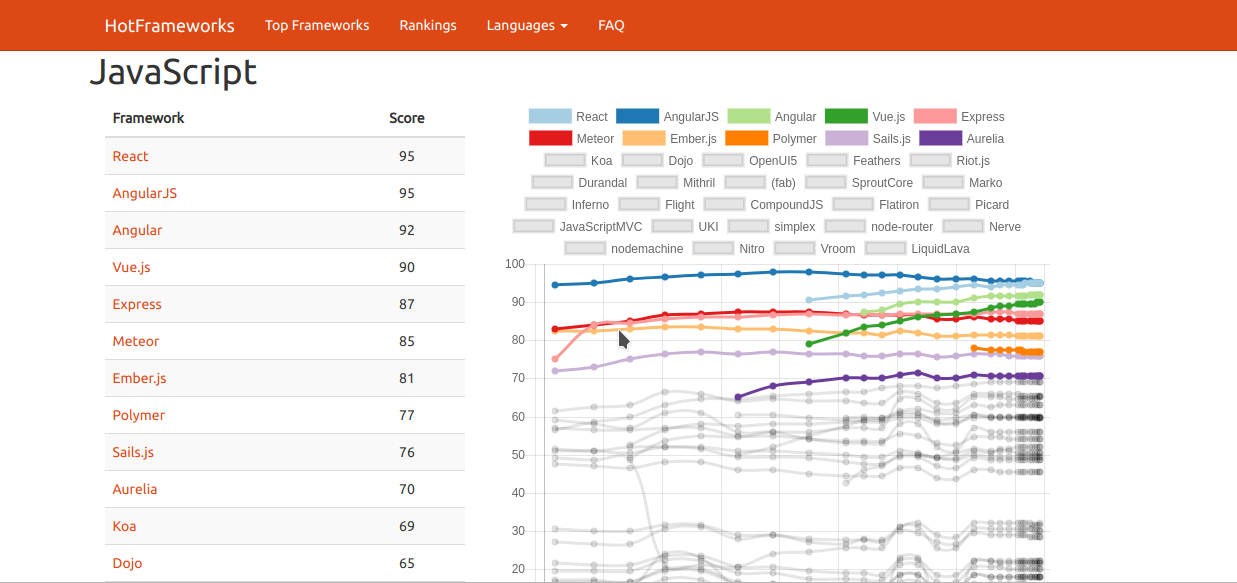 HotFrameworks Top Frameworks Rankings Languages FAQ
JavaScript
Framework Score
React 95
AngularJS 95
Angular 92
Vue.js 90
Express 87
Meteor 85
Ember.js 81
Polymer 77
Sails.js 76
Aurelia 70
Koa 69
Dojo 65
React AngularJS Angular Vue.js Express
Meteor Ember.js Polymer Sails.js Aurelia
Koa Dojo OpenUI5 Feathers Riot.js
Durandal Mithril (fab) SproutCore Marko
Inferno Flight CompoundJS Flatiron Picard
JavaScriptMVC UKI simplex node-router Nerve
nodemachine Nitro Vroom LiquidLava
100
90
80
70
60
50
40
30
20